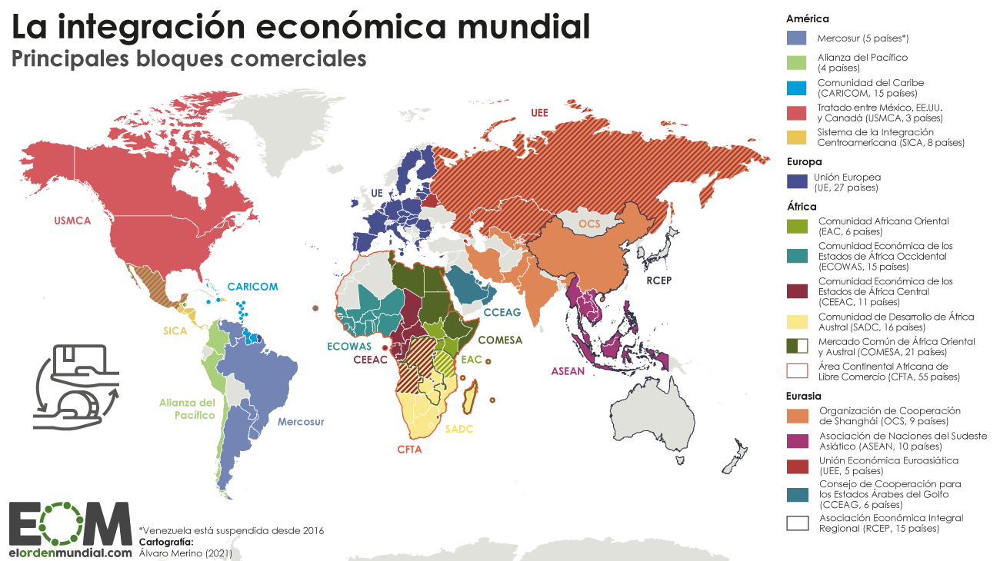 La integración económica mundial
Principales bloques comerciales
USMCA
CARICOM
SICA
Alianza del
Pacífico
Mercosur
UE
UEE
OCS
RCEP
CCEAG
COMESA
ECOWAS
CEEAC
EAC
ASEAN
SADC
CFTA
América
Mercosur (5 países*)
Alianza del Pacífico
(4 países)
Comunidad del Caribe
(CARICOM, 15 países)
Tratado entre México, EE.UU.
y Canadá (USMCA, 3 países)
Sistema de la Integración
Centroamericana (SICA, 8 países)
Europa
Unión Europea
(UE, 27 países)
África
Comunidad Africana Oriental
(EAC, 6 países)
Comunidad Económica de los
Estados de África Occidental
(ECOWAS, 15 países)
Comunidad Económica de los
Estados de África Central
(CEEAC, 11 países)
Comunidad de Desarrollo de África
Austral (SADC, 16 países)
Mercado Común de África Oriental
y Austral (COMESA, 21 países)
Área Continental Africana de
Libre Comercio (CFTA, 55 países)
Eurasia
Organización de Cooperación
de Shanghái (OCS, 9 países)
Asociación de Naciones del Sudeste
Asiático (ASEAN, 10 países)
Unión Económica Euroasiática
(UEE, 5 países)
Consejo de Cooperación para
los Estados Árabes del Golfo
(CCEAG, 6 países)
Asociación Económica Integral
Regional (RCEP, 15 países)
EOM
elordenmundial.com
*Venezuela está suspendida desde 2016
Cartografía:
Álvaro Merino (2021)